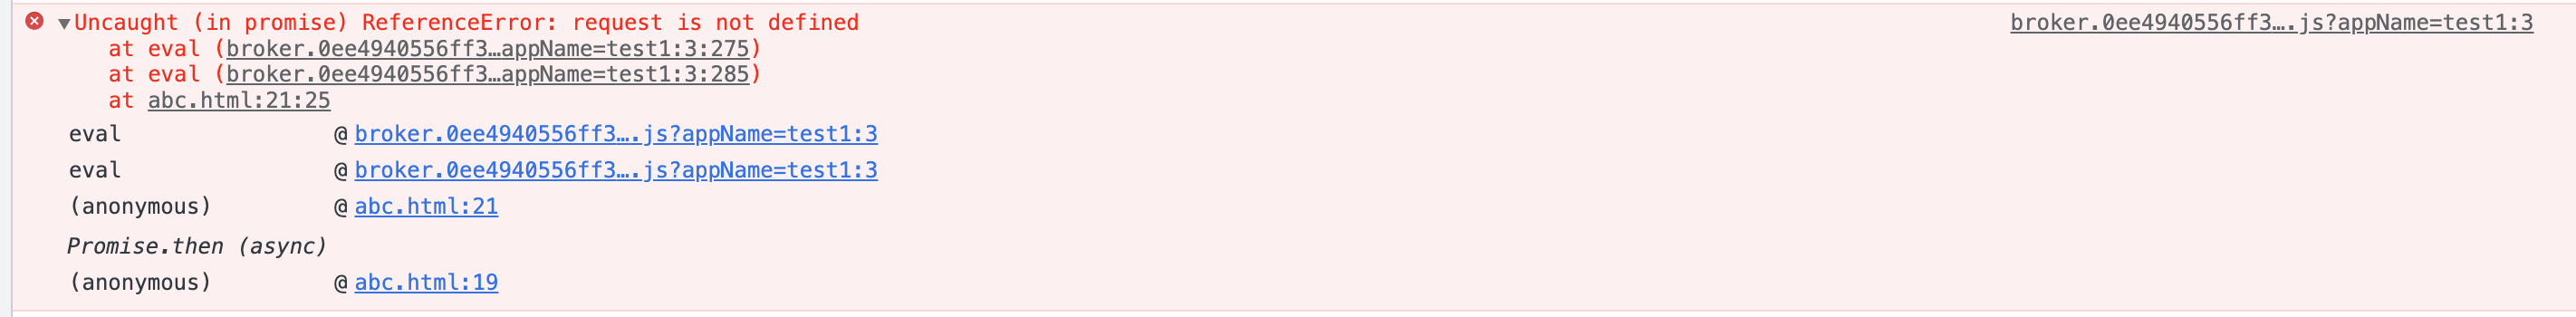 Uncaught (in promise) ReferenceError: request is not defined broker.0ee4940556ff3….js?appName=test1:3
at eval (broker.0ee4940556ff3…appName=test1:3:275)
at eval (broker.0ee4940556ff3…appName=test1:3:285)
at abc.html:21:25
eval @ broker.0ee4940556ff3….js?appName=test1:3
eval @ broker.0ee4940556ff3….js?appName=test1:3
(anonymous) @ abc.html:21
Promise.then (async)
(anonymous) @ abc.html:19